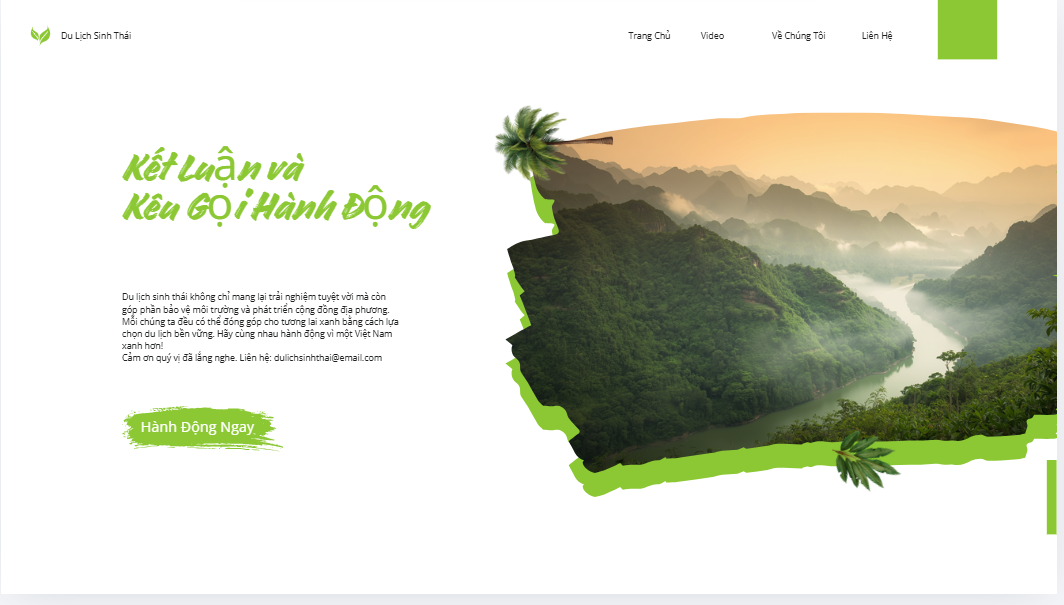 Du Lịch Sinh Thái
Trang Chủ
Video
Về Chúng Tôi
Liên Hệ
Kết Luận và
Kêu Gọi Hành Động
Du lịch sinh thái không chỉ mang lại trải nghiệm tuyệt vời mà còn
góp phần bảo vệ môi trường và phát triển cộng đồng địa phương.
Mỗi chúng ta đều có thể đóng góp cho tương lai xanh bằng cách lựa
chọn du lịch bền vững. Hãy cùng nhau hành động vì một Việt Nam
xanh hơn!
Cảm ơn quý vị đã lắng nghe. Liên hệ: dulichsinhthai@email.com
Hành Động Ngay